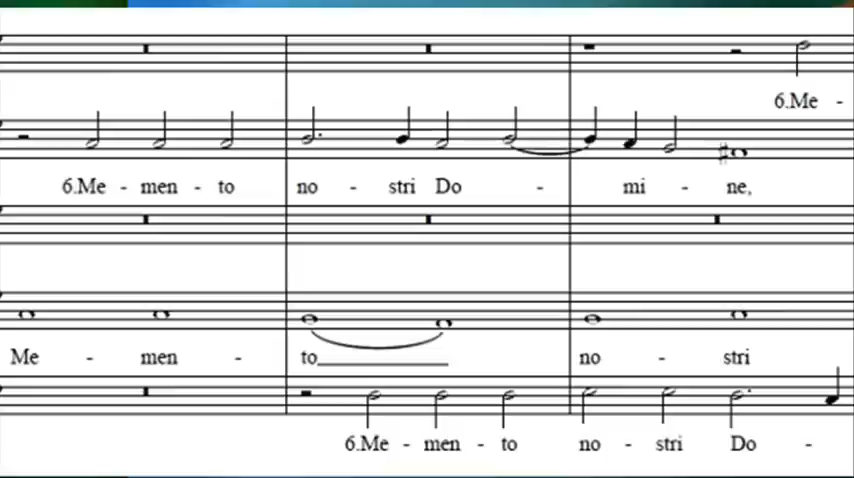 6.Me -
6.Me - men - to no - stri Do - mi - ne,
Me - men - to no - stri
6.Me - men - to no - stri Do -